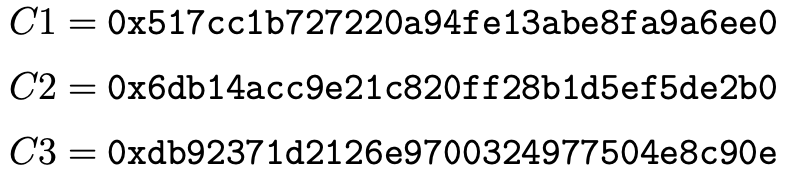 C1 = 0x517cc1b727220a94fe13abe8fa9a6ee0
C2 = 0x6db14acc9e21c820ff28b1d5ef5de2b0
C3 = 0xdb92371d2126e9700324977504e8c90e